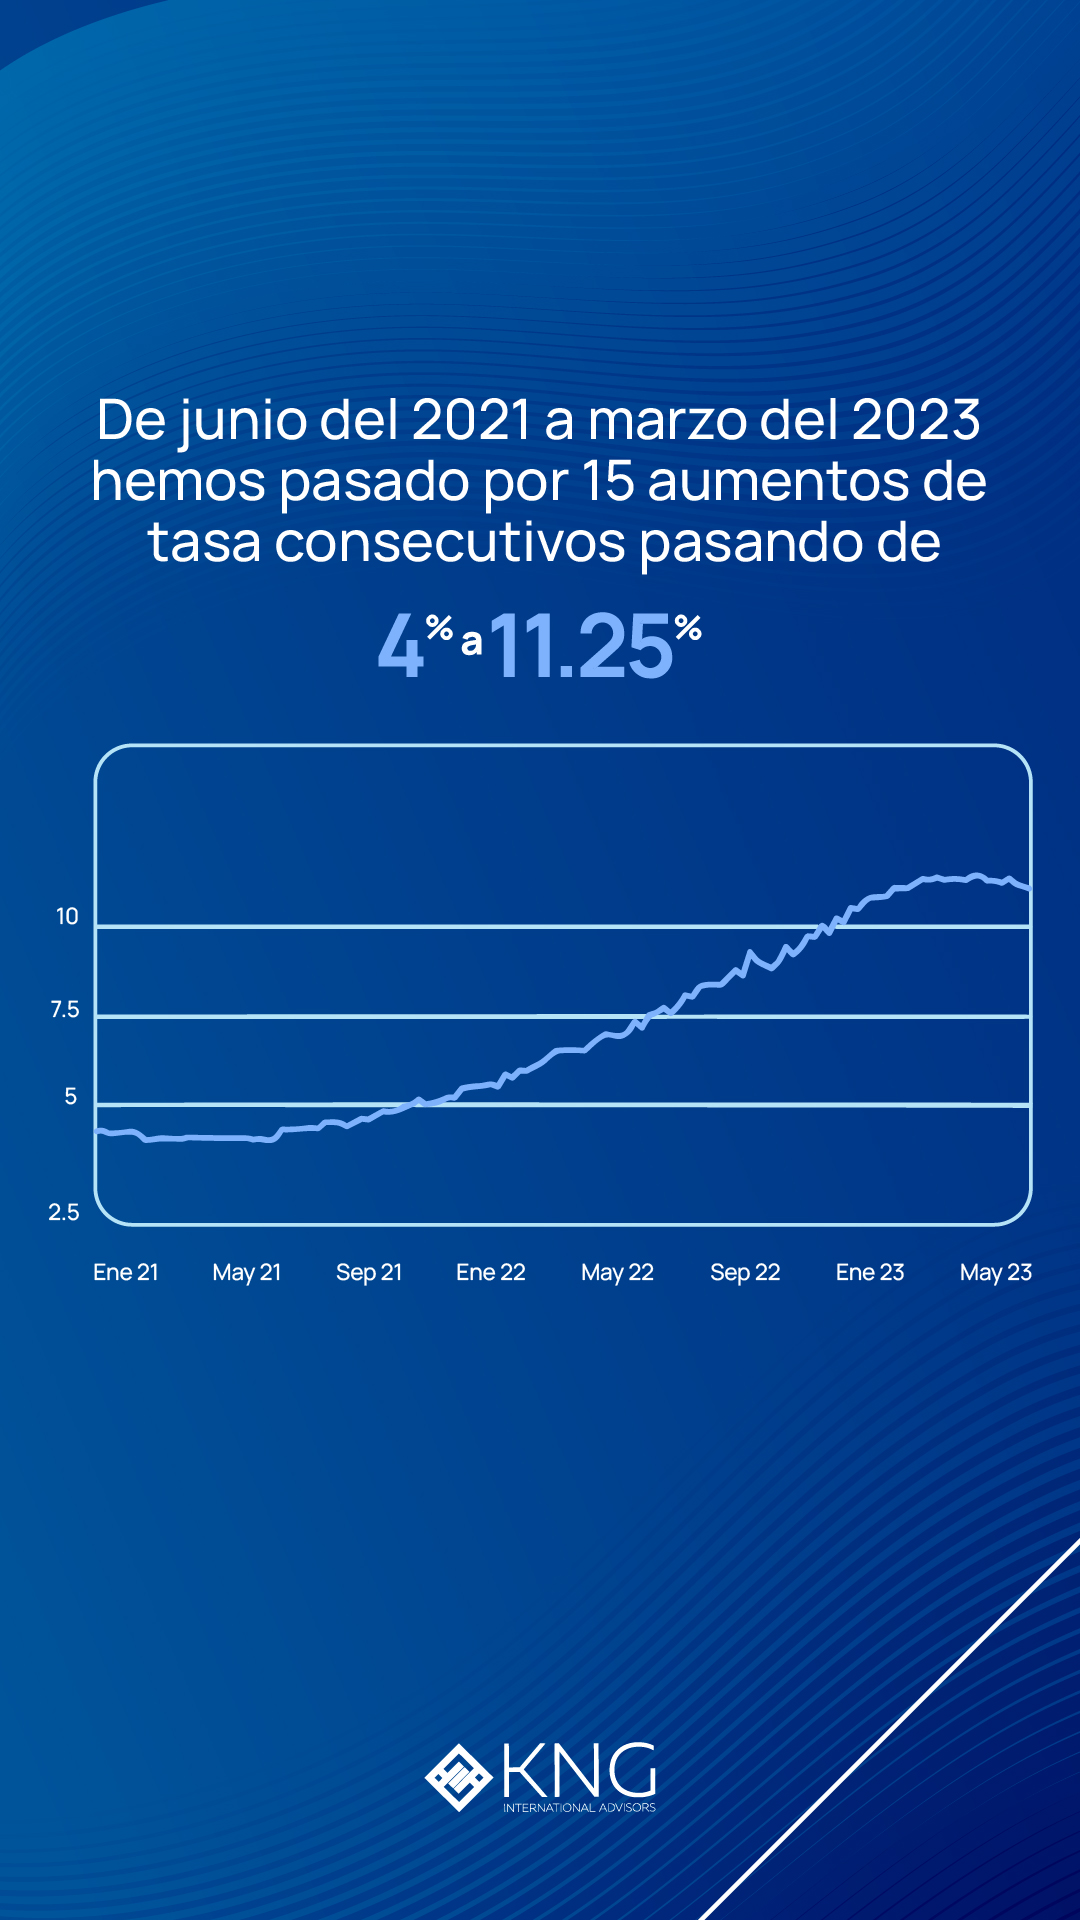 De junio del 2021 a marzo del 2023
hemos pasado por 15 aumentos de
tasa consecutivos pasando de
4% a 11.25%
10
7.5
5
2.5
Ene 21 May 21 Sep 21 Ene 22 May 22 Sep 22 Ene 23 May 23
KNG
INTERNATIONAL ADVISORS